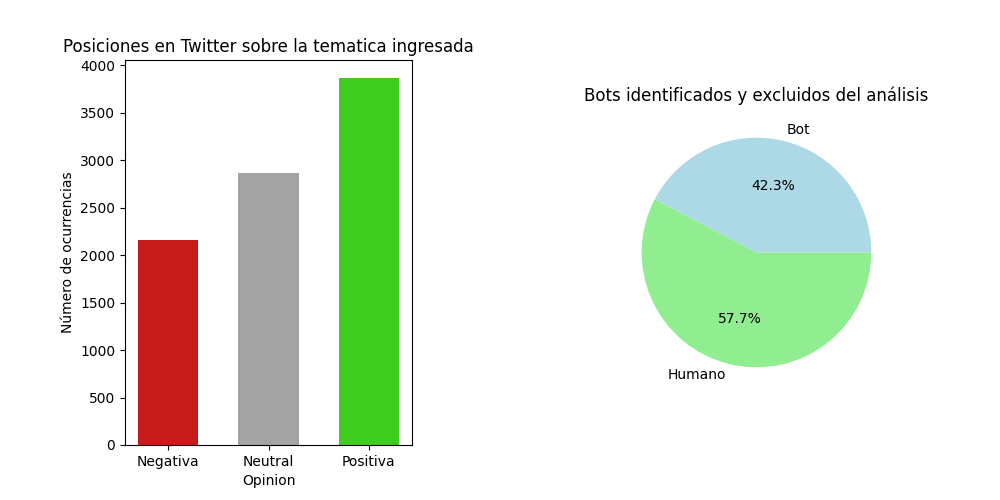 Posiciones en Twitter sobre la tematica ingresada
4000
3500
3000
2500
2000
1500
1000
500
0
Número de ocurrencias
Negativa
Neutral
Positiva
Opinion
Bots identificados y excluidos del análisis
Bot
42.3%
57.7%
Humano